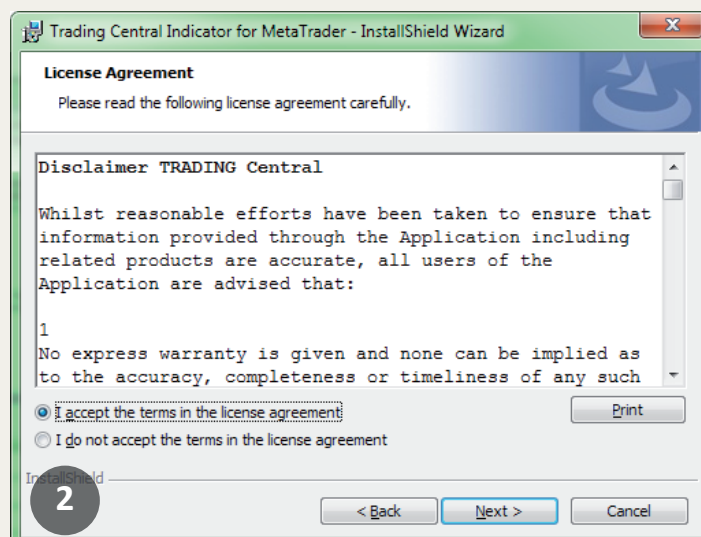 Trading Central Indicator for MetaTrader - InstallShield Wizard
License Agreement
Please read the following license agreement carefully.
Disclaimer TRADING Central
Whilst reasonable efforts have been taken to ensure that
information provided through the Application including
related products are accurate, all users of the
Application are advised that:
1
No express warranty is given and none can be implied as
to the accuracy, completeness or timeliness of any such
I accept the terms in the license agreement
Print
I do not accept the terms in the license agreement
InstallShield
2
< Back
Next >
Cancel